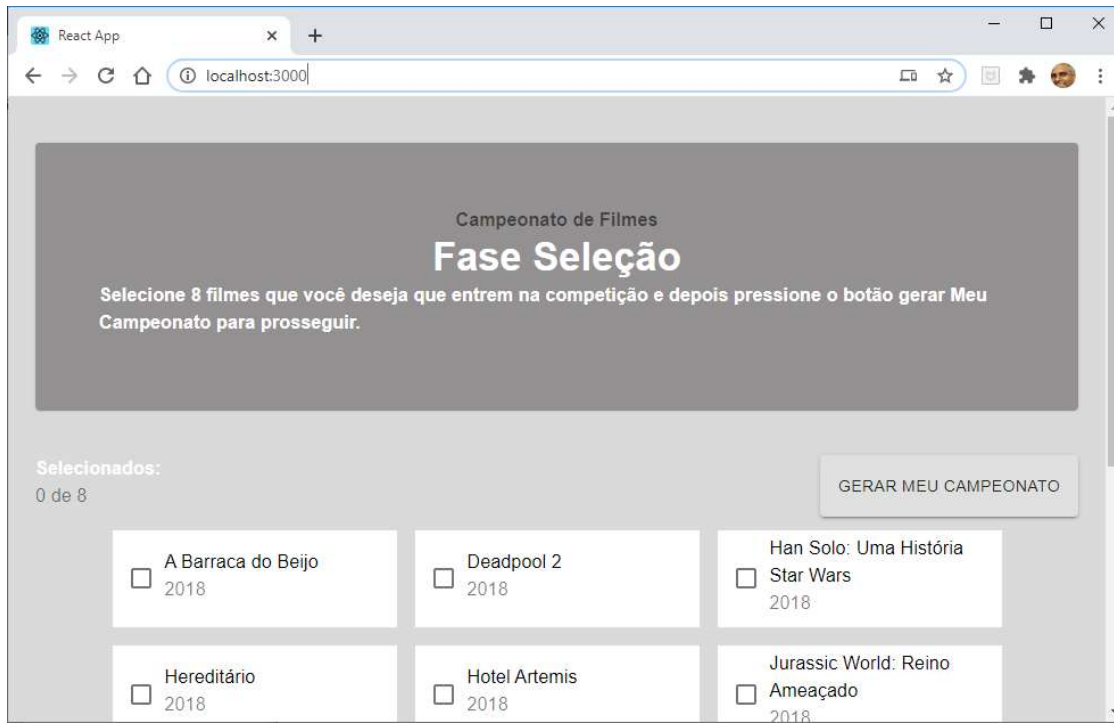 React App
localhost:3000
Campeonato de Filmes
Fase Seleção
Selecione 8 filmes que você deseja que entrem na competição e depois pressione o botão gerar Meu
Campeonato para prosseguir.
Selecionados:
0 de 8
GERAR MEU CAMPEONATO
A Barraca do Beijo
2018
Deadpool 2
2018
Han Solo: Uma História
Star Wars
2018
Hereditário
2018
Hotel Artemis
2018
Jurassic World: Reino
Ameaçado
2018